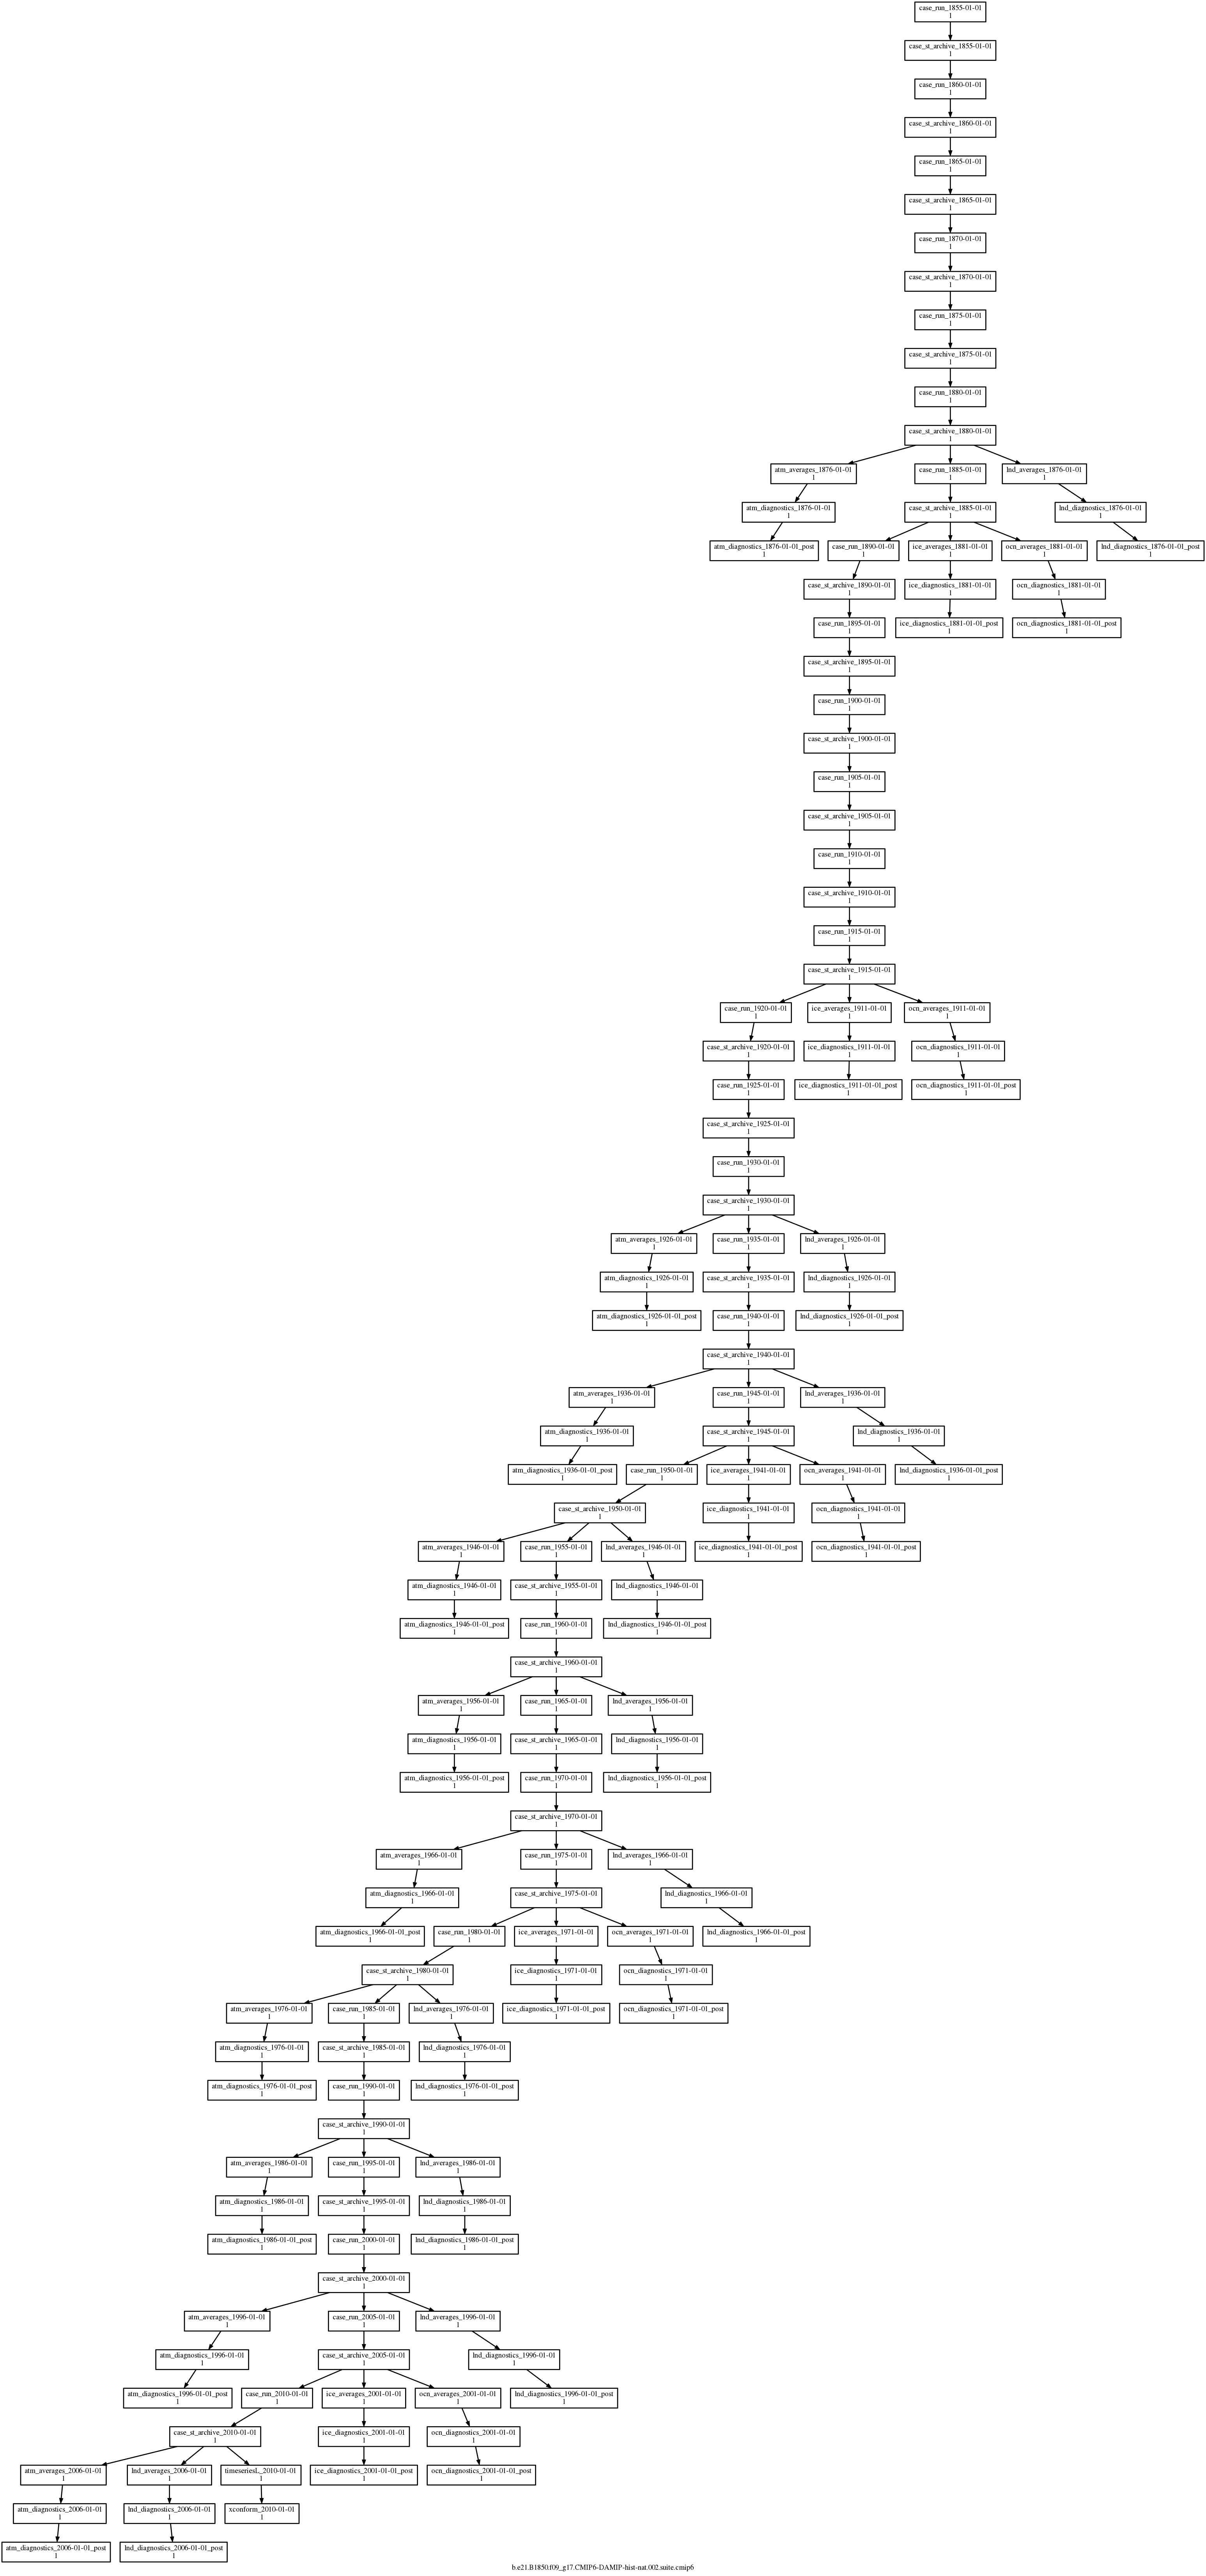 case_run_1855-01-01
1
case_st_archive_1855-01-01
1
case_run_1860-01-01
1
case_st_archive_1860-01-01
1
case_run_1865-01-01
1
case_st_archive_1865-01-01
1
case_run_1870-01-01
1
case_st_archive_1870-01-01
1
case_run_1875-01-01
1
case_st_archive_1875-01-01
1
case_run_1880-01-01
1
case_st_archive_1880-01-01
1
atm_averages_1876-01-01
1
case_run_1885-01-01
1
lnd_averages_1876-01-01
1
atm_diagnostics_1876-01-01
1
case_st_archive_1885-01-01
1
lnd_diagnostics_1876-01-01
1
atm_diagnostics_1876-01-01_post
1
case_run_1890-01-01
1
ice_averages_1881-01-01
1
ocn_averages_1881-01-01
1
lnd_diagnostics_1876-01-01_post
1
case_st_archive_1890-01-01
1
ice_diagnostics_1881-01-01
1
ocn_diagnostics_1881-01-01
1
case_run_1895-01-01
1
ice_diagnostics_1881-01-01_post
1
ocn_diagnostics_1881-01-01_post
1
case_st_archive_1895-01-01
1
case_run_1900-01-01
1
case_st_archive_1900-01-01
1
case_run_1905-01-01
1
case_st_archive_1905-01-01
1
case_run_1910-01-01
1
case_st_archive_1910-01-01
1
case_run_1915-01-01
1
case_st_archive_1915-01-01
1
case_run_1920-01-01
1
ice_averages_1911-01-01
1
ocn_averages_1911-01-01
1
case_st_archive_1920-01-01
1
ice_diagnostics_1911-01-01
1
ocn_diagnostics_1911-01-01
1
case_run_1925-01-01
1
ice_diagnostics_1911-01-01_post
1
ocn_diagnostics_1911-01-01_post
1
case_st_archive_1925-01-01
1
case_run_1930-01-01
1
case_st_archive_1930-01-01
1
atm_averages_1926-01-01
1
case_run_1935-01-01
1
lnd_averages_1926-01-01
1
atm_diagnostics_1926-01-01
1
case_st_archive_1935-01-01
1
lnd_diagnostics_1926-01-01
1
atm_diagnostics_1926-01-01_post
1
case_run_1940-01-01
1
lnd_diagnostics_1926-01-01_post
1
case_st_archive_1940-01-01
1
atm_averages_1936-01-01
1
case_run_1945-01-01
1
lnd_averages_1936-01-01
1
atm_diagnostics_1936-01-01
1
case_st_archive_1945-01-01
1
lnd_diagnostics_1936-01-01
1
atm_diagnostics_1936-01-01_post
1
case_run_1950-01-01
1
ice_averages_1941-01-01
1
ocn_averages_1941-01-01
1
lnd_diagnostics_1936-01-01_post
1
case_st_archive_1950-01-01
1
ice_diagnostics_1941-01-01
1
ocn_diagnostics_1941-01-01
1
atm_averages_1946-01-01
1
case_run_1955-01-01
1
lnd_averages_1946-01-01
1
ice_diagnostics_1941-01-01_post
1
ocn_diagnostics_1941-01-01_post
1
atm_diagnostics_1946-01-01
1
case_st_archive_1955-01-01
1
lnd_diagnostics_1946-01-01
1
atm_diagnostics_1946-01-01_post
1
case_run_1960-01-01
1
lnd_diagnostics_1946-01-01_post
1
case_st_archive_1960-01-01
1
atm_averages_1956-01-01
1
case_run_1965-01-01
1
lnd_averages_1956-01-01
1
atm_diagnostics_1956-01-01
1
case_st_archive_1965-01-01
1
lnd_diagnostics_1956-01-01
1
atm_diagnostics_1956-01-01_post
1
case_run_1970-01-01
1
lnd_diagnostics_1956-01-01_post
1
case_st_archive_1970-01-01
1
atm_averages_1966-01-01
1
case_run_1975-01-01
1
lnd_averages_1966-01-01
1
atm_diagnostics_1966-01-01
1
case_st_archive_1975-01-01
1
lnd_diagnostics_1966-01-01
1
atm_diagnostics_1966-01-01_post
1
case_run_1980-01-01
1
ice_averages_1971-01-01
1
ocn_averages_1971-01-01
1
lnd_diagnostics_1966-01-01_post
1
case_st_archive_1980-01-01
1
ice_diagnostics_1971-01-01
1
ocn_diagnostics_1971-01-01
1
atm_averages_1976-01-01
1
case_run_1985-01-01
1
lnd_averages_1976-01-01
1
ice_diagnostics_1971-01-01_post
1
ocn_diagnostics_1971-01-01_post
1
atm_diagnostics_1976-01-01
1
case_st_archive_1985-01-01
1
lnd_diagnostics_1976-01-01
1
atm_diagnostics_1976-01-01_post
1
case_run_1990-01-01
1
lnd_diagnostics_1976-01-01_post
1
case_st_archive_1990-01-01
1
atm_averages_1986-01-01
1
case_run_1995-01-01
1
lnd_averages_1986-01-01
1
atm_diagnostics_1986-01-01
1
case_st_archive_1995-01-01
1
lnd_diagnostics_1986-01-01
1
atm_diagnostics_1986-01-01_post
1
case_run_2000-01-01
1
lnd_diagnostics_1986-01-01_post
1
case_st_archive_2000-01-01
1
atm_averages_1996-01-01
1
case_run_2005-01-01
1
lnd_averages_1996-01-01
1
atm_diagnostics_1996-01-01
1
case_st_archive_2005-01-01
1
lnd_diagnostics_1996-01-01
1
atm_diagnostics_1996-01-01_post
1
case_run_2010-01-01
1
ice_averages_2001-01-01
1
ocn_averages_2001-01-01
1
lnd_diagnostics_1996-01-01_post
1
case_st_archive_2010-01-01
1
ice_diagnostics_2001-01-01
1
ocn_diagnostics_2001-01-01
1
atm_averages_2006-01-01
1
lnd_averages_2006-01-01
1
timeseriesL_2010-01-01
1
ice_diagnostics_2001-01-01_post
1
ocn_diagnostics_2001-01-01_post
1
atm_diagnostics_2006-01-01
1
lnd_diagnostics_2006-01-01
1
xconform_2010-01-01
1
atm_diagnostics_2006-01-01_post
1
lnd_diagnostics_2006-01-01_post
1
b.e21.B1850.f09_g17.CMIP6-DAMIP-hist-nat.002.suite.cmip6